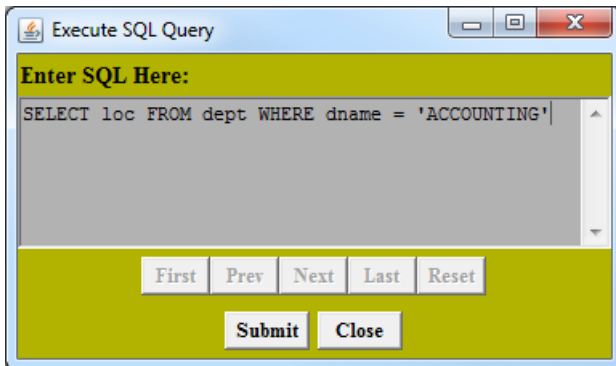 Execute SQL Query
Enter SQL Here:
SELECT loc FROM dept WHERE dname = 'ACCOUNTING'
First Prev Next Last Reset
Submit Close